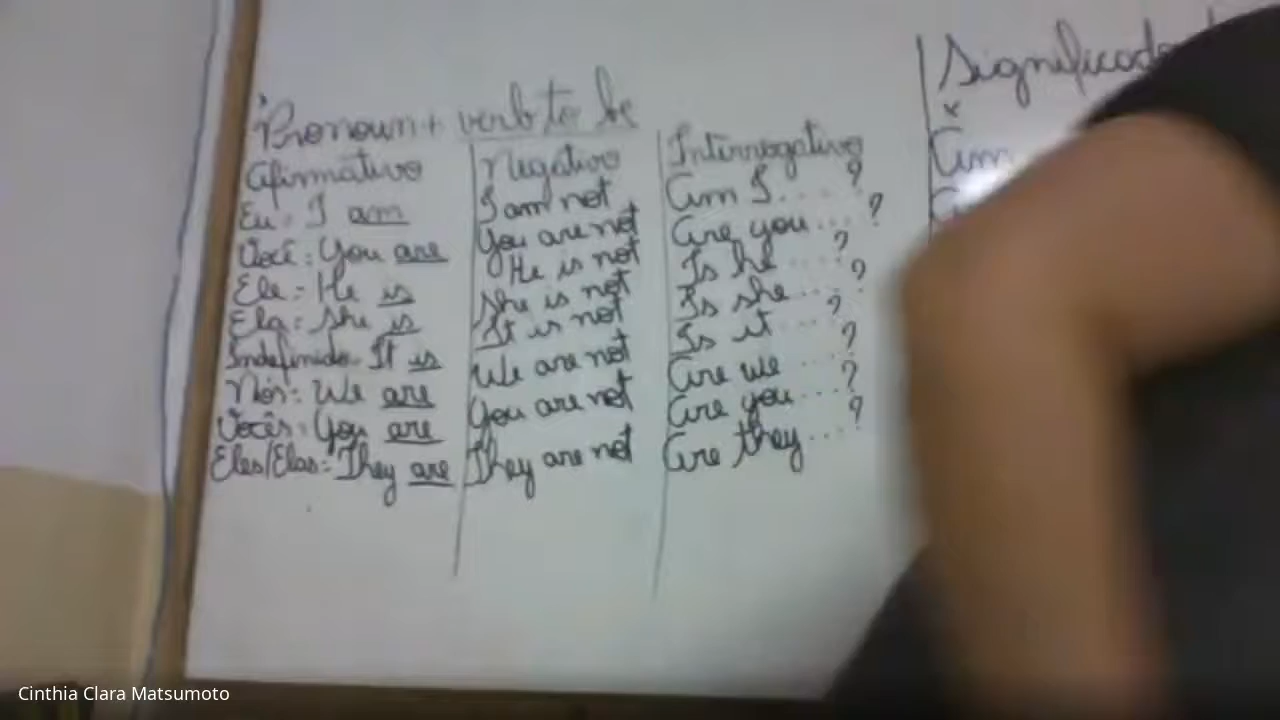 Pronoun + verb to be
Afirmativo
Eu: I am
Você: You are
Ele: He is
Ela: She is
Indefinido: It is
Nós: We are
Vocês: You are
Eles/Elas: They are
Negativo
I am not
You are not
He is not
She is not
It is not
We are not
You are not
They are not
Interrogativo
Am I....?
Are you...?
Is he ....?
Is she....?
Is it ....?
Are we ....?
Are you....?
Are they....?
Am
Cinthia Clara Matsumoto